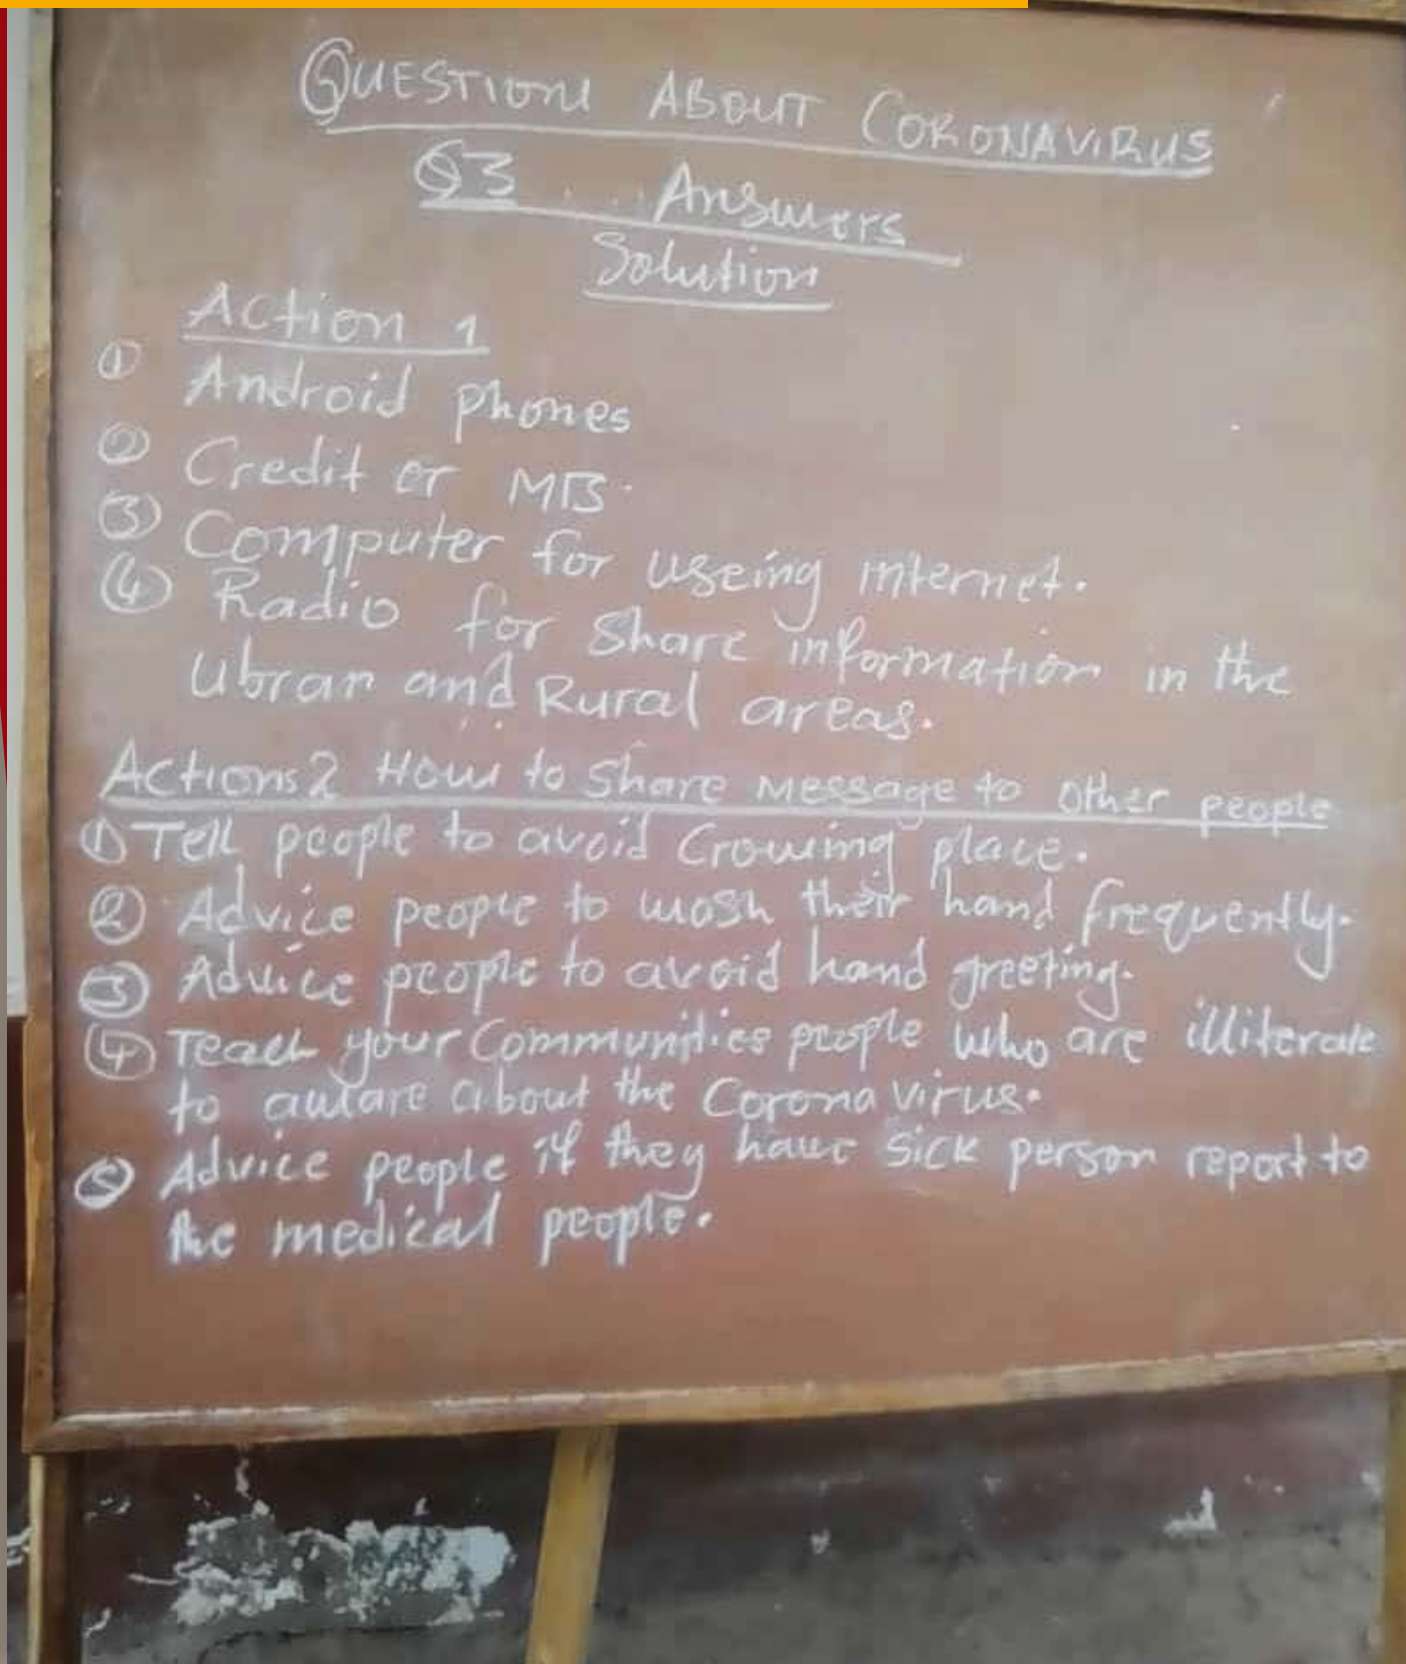 QUESTIONS ABOUT CORONAVIRUS
Q3 ..... Answers
Solution
Action 1
① Android phones
② Credit or MB.
③ Computer for useing internet.
④ Radio for Share information in the
Ubran and Rural areas.
Actions 2 How to Share Message to other people
① Tell people to avoid Crowing place.
② Advice people to wash their hand frequently.
③ Advice people to avoid hand greeting.
④ Teach your Communities people who are illiterate
to aware about the Corona virus.
⑤ Advice people if they have sick person report to
the medical people.